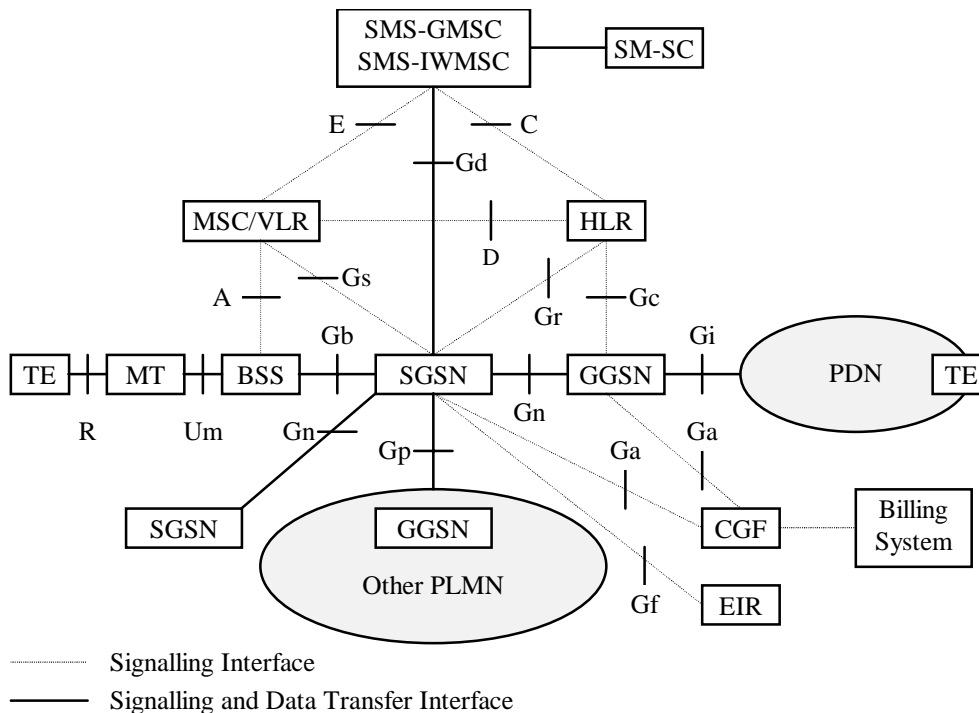 SMS-GMSC
SMS-IWMSC
SM-SC
E
C
Gd
MSC/VLR
HLR
D
Gs
A
Gr
Gc
Gb
Gi
TE
MT
BSS
SGSN
GGSN
PDN
TE
R
Um
Gn
Gn
Gp
Ga
Ga
SGSN
GGSN
CGF
Billing
System
Other PLMN
Gf
EIR
Signalling Interface
Signalling and Data Transfer Interface